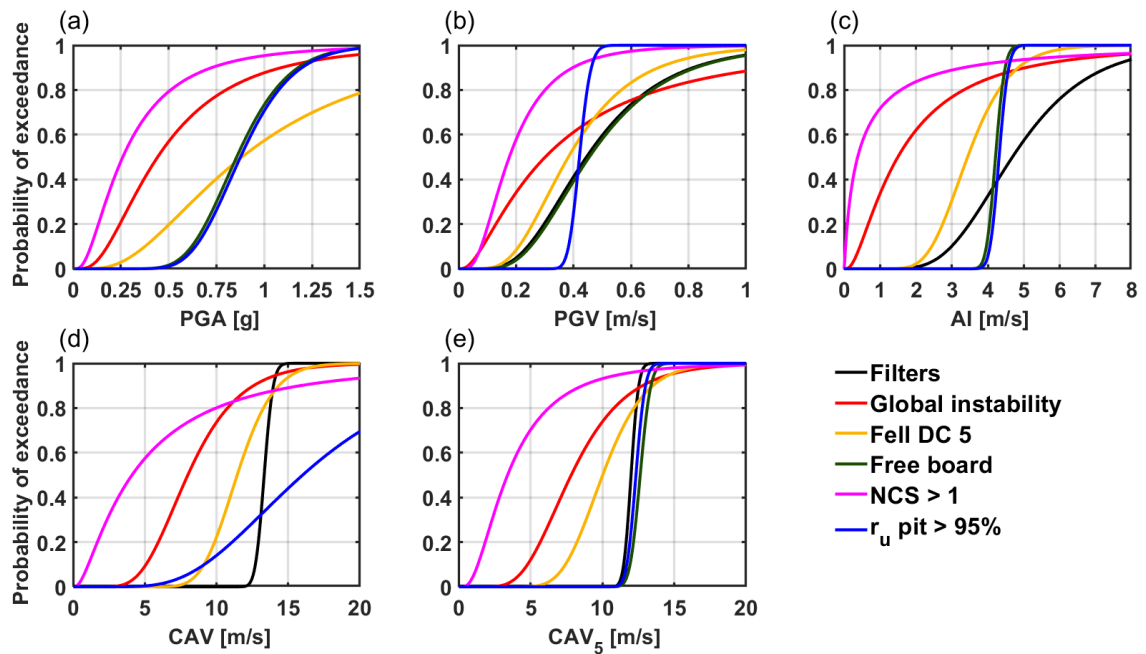 (a)
(b)
(c)
Probability of exceedance
1
0.8
0.6
0.4
0.2
0
0 0.25 0.5 0.75 1 1.25 1.5
PGA [g]
1
0.8
0.6
0.4
0.2
0
0 0.2 0.4 0.6 0.8 1
PGV [m/s]
1
0.8
0.6
0.4
0.2
0
0 1 2 3 4 5 6 7 8
AI [m/s]
(d)
(e)
Probability of exceedance
1
0.8
0.6
0.4
0.2
0
0 5 10 15 20
CAV [m/s]
1
0.8
0.6
0.4
0.2
0
0 5 10 15 20
CAV5 [m/s]
Filters
Global instability
Fell DC 5
Free board
NCS > 1
ru pit > 95%